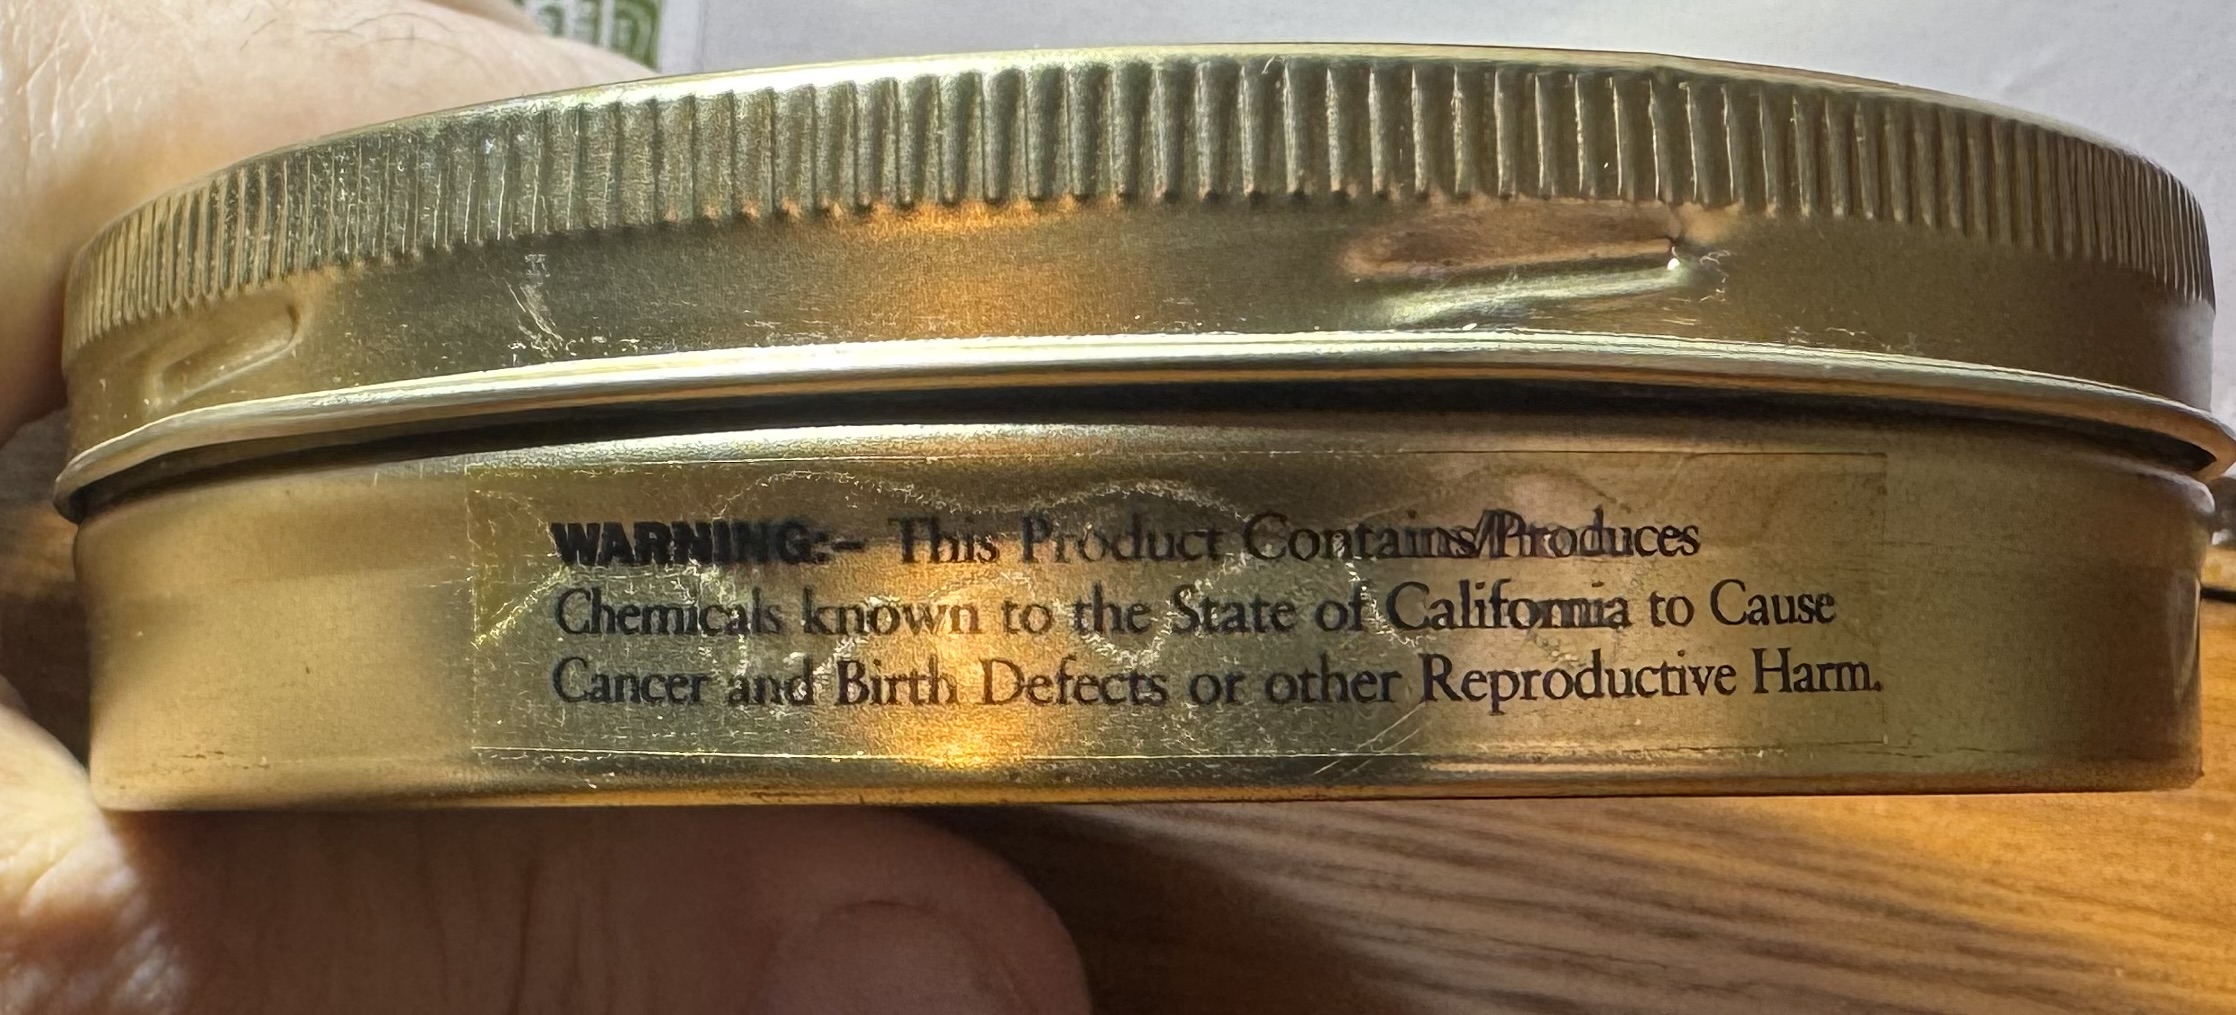 WARNING:- This Product Contains/Produces
Chemicals known to the State of California to Cause
Cancer and Birth Defects or other Reproductive Harm.